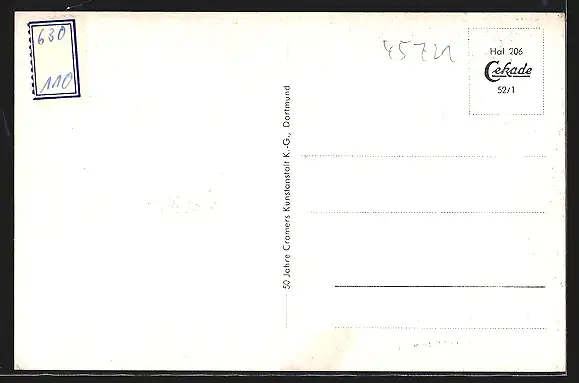 630
110
45721
Hal 206
Cekade
52/1
50 Jahre Cramers Kunstanstalt K.-G., Dortmund